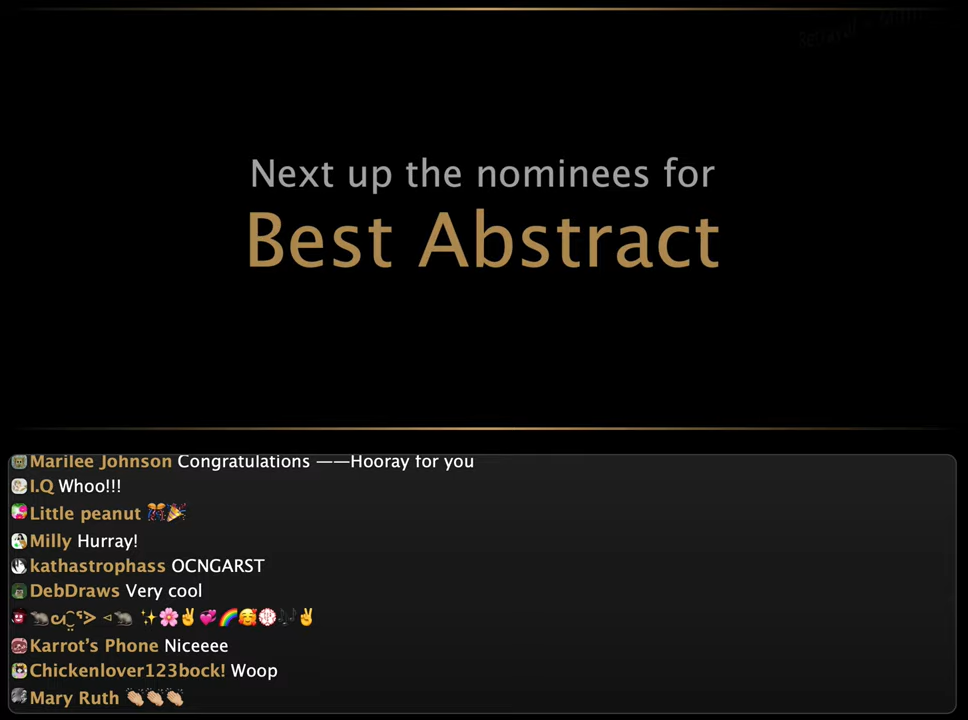 Next up the nominees for
Best Abstract
Marilee Johnson Congratulations ——Hooray for you
I.Q Whoo!!!
Little peanut 🎊🎉
Milly Hurray!
kathastrophass OCNGARST
DebDraws Very cool
✨🌸✌️💞🌈🥰⚾🎶✌️
Karrot’s Phone Niceeee
Chickenlover123bock! Woop
Mary Ruth 👏🏼👏🏼👏🏼